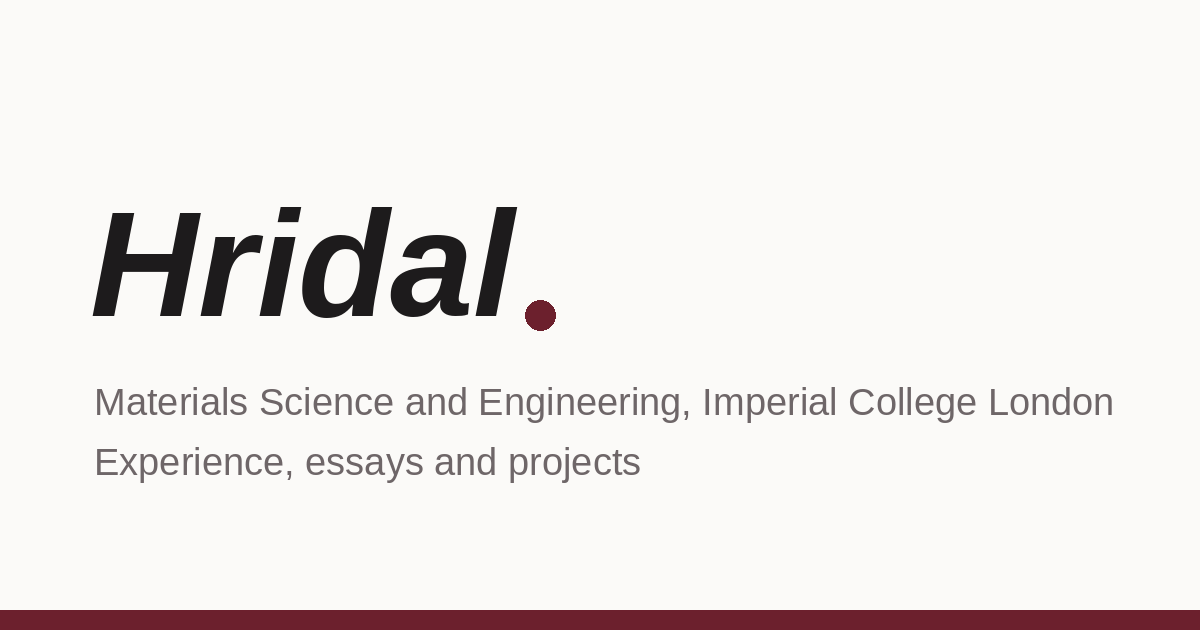 Hridal.
Materials Science and Engineering, Imperial College London
Experience, essays and projects